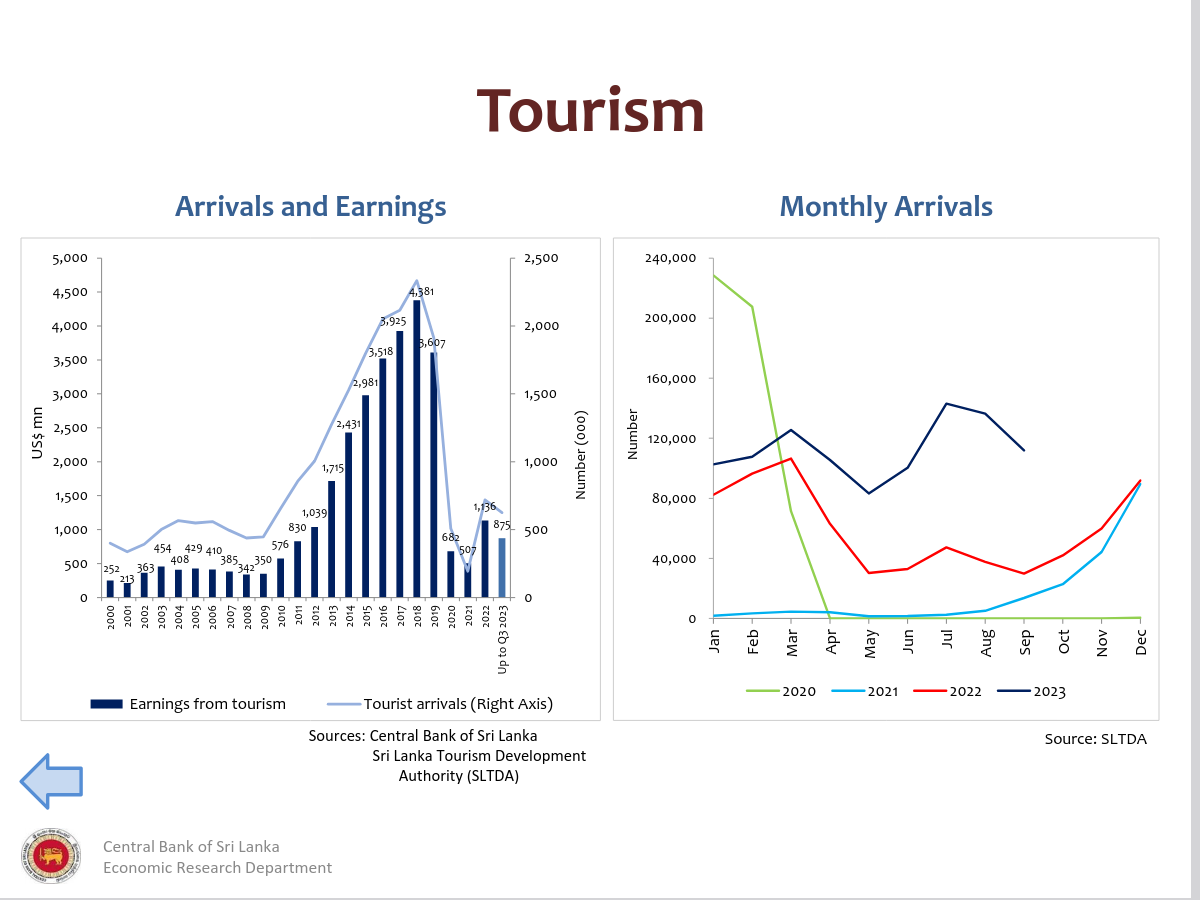 Tourism
Arrivals and Earnings
5,000
4,500
4,000
3,500
3,000
2,500
2,000
1,500
1,000
500
0
US$ mn
2,500
2,000
1,500
1,000
500
0
Number (000)
252
213
363
454
408
429
410
385
342
350
576
830
1,039
1,715
2,431
2,981
3,518
3,925
4,381
3,607
682
507
1,136
875
2000
2001
2002
2003
2004
2005
2006
2007
2008
2009
2010
2011
2012
2013
2014
2015
2016
2017
2018
2019
2020
2021
2022
Up to Q3 2023
Earnings from tourism
Tourist arrivals (Right Axis)
Sources: Central Bank of Sri Lanka
Sri Lanka Tourism Development
Authority (SLTDA)
Monthly Arrivals
240,000
200,000
160,000
120,000
80,000
40,000
0
Number
Jan
Feb
Mar
Apr
May
Jun
Jul
Aug
Sep
Oct
Nov
Dec
2020
2021
2022
2023
Source: SLTDA
Central Bank of Sri Lanka
Economic Research Department